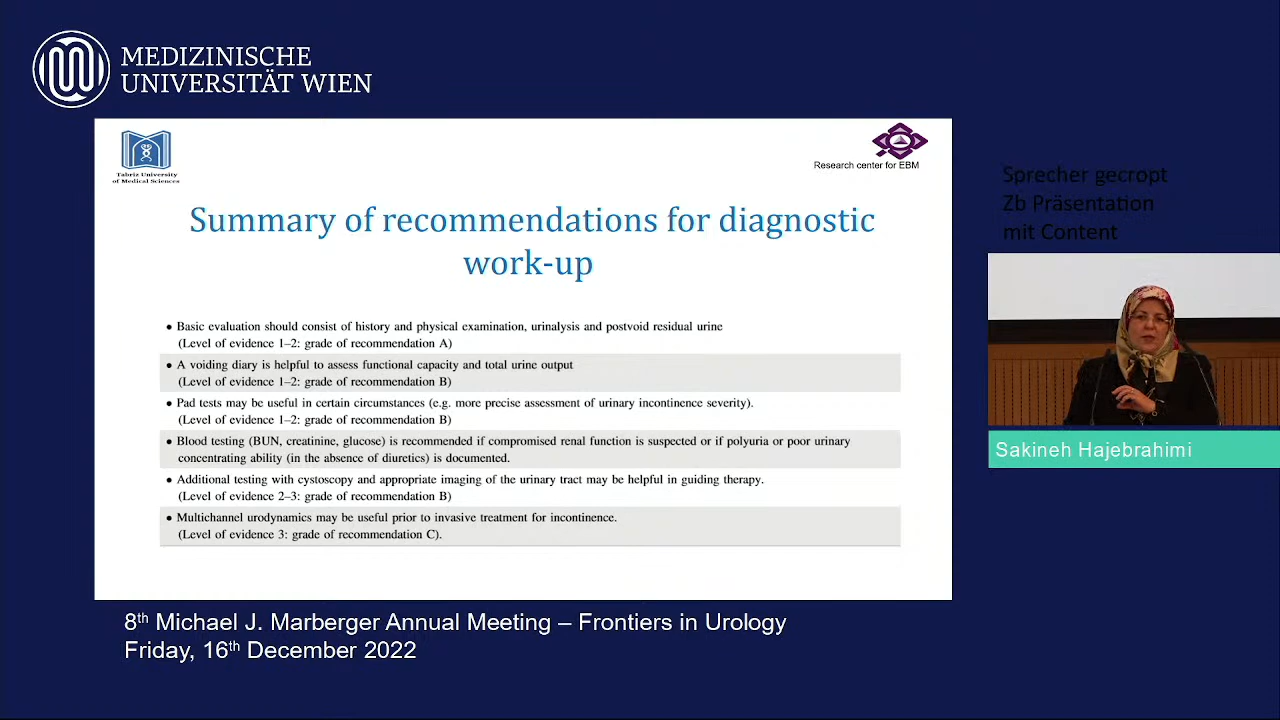 MEDIZINISCHE
UNIVERSITÄT WIEN
Tabriz University
of Medical Sciences
Research center for EBM
Summary of recommendations for diagnostic
work-up
• Basic evaluation should consist of history and physical examination, urinalysis and postvoid residual urine
(Level of evidence 1–2: grade of recommendation A)
• A voiding diary is helpful to assess functional capacity and total urine output
(Level of evidence 1–2: grade of recommendation B)
• Pad tests may be useful in certain circumstances (e.g. more precise assessment of urinary incontinence severity).
(Level of evidence 1–2: grade of recommendation B)
• Blood testing (BUN, creatinine, glucose) is recommended if compromised renal function is suspected or if polyuria or poor urinary
concentrating ability (in the absence of diuretics) is documented.
• Additional testing with cystoscopy and appropriate imaging of the urinary tract may be helpful in guiding therapy.
(Level of evidence 2–3: grade of recommendation B)
• Multichannel urodynamics may be useful prior to invasive treatment for incontinence.
(Level of evidence 3: grade of recommendation C).
Sprecher gecropt
Zb Präsentation
mit Content
Sakineh Hajebrahimi
8th Michael J. Marberger Annual Meeting – Frontiers in Urology
Friday, 16th December 2022